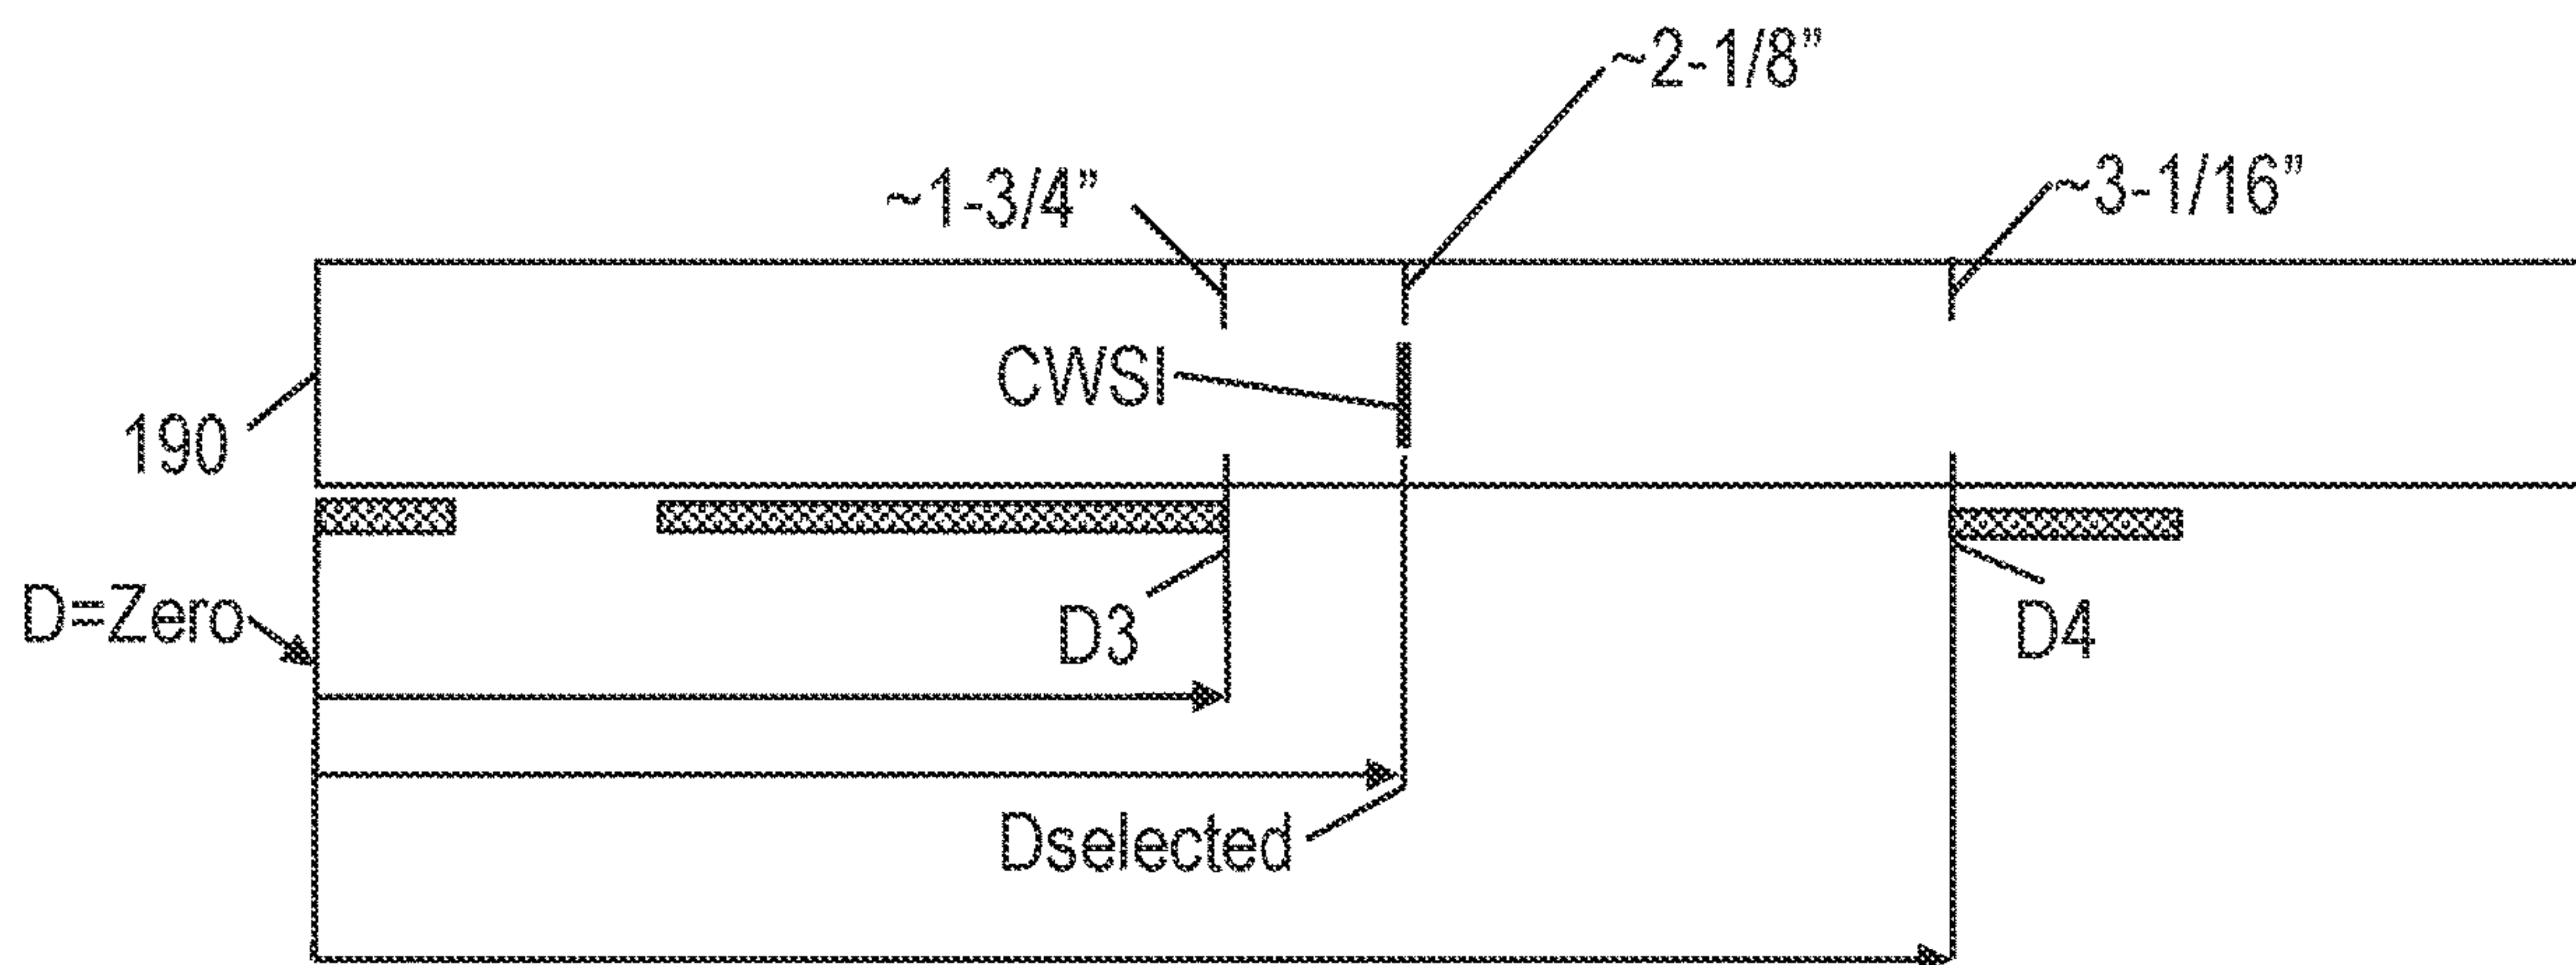 ~2-1/8”
~1-3/4”
~3-1/16”
CWSI
190
D=Zero
D3
D4
Dselected